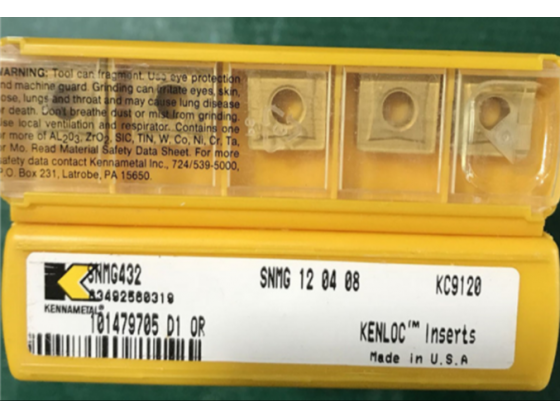 WARNING: Tool can fragment. Use eye protection
and machine guard. Grinding can irritate eyes, skin,
nose, lungs and throat and may cause lung disease
or death. Don't breathe dust or mist from grinding.
Use local ventilation and respirator. Contains one
or more of AL2O3, ZrO2, SIC, TiN, W, Co, Ni, Cr, Ta,
or Mo. Read Material Safety Data Sheet. For more
safety data contact Kennametal Inc., 724/539-5000,
P.O. Box 231, Latrobe, PA 15650.
SNMG432 SNMG 12 04 08 KC9120
KENNAMETAL
101479705 D1 OR
KENLOC™ Inserts
Made in U.S.A